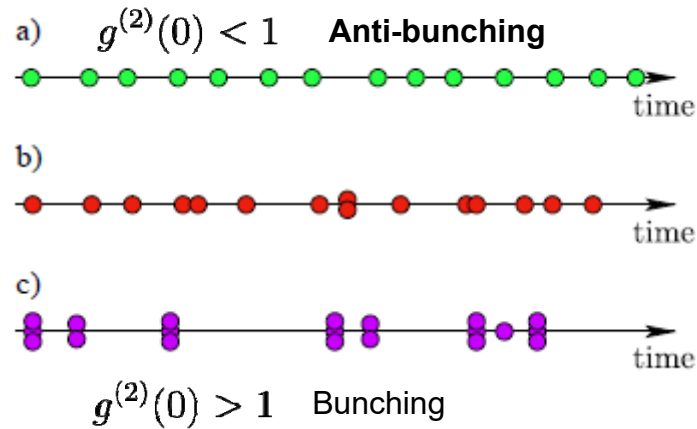 a) g^{(2)}(0) < 1 Anti-bunching
time
b)
time
c)
time
g^{(2)}(0) > 1 Bunching